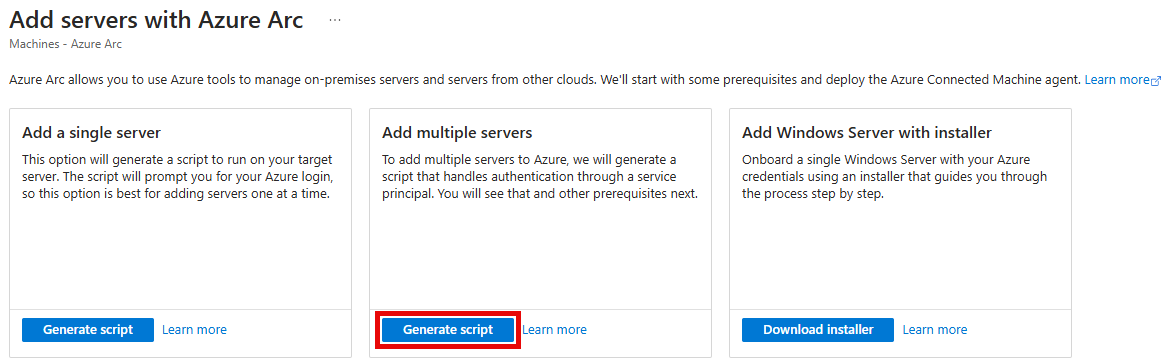 Add servers with Azure Arc ...
Machines - Azure Arc
Azure Arc allows you to use Azure tools to manage on-premises servers and servers from other clouds. We'll start with some prerequisites and deploy the Azure Connected Machine agent. Learn more
Add a single server
This option will generate a script to run on your target
server. The script will prompt you for your Azure login,
so this option is best for adding servers one at a time.
Generate script Learn more
Add multiple servers
To add multiple servers to Azure, we will generate a
script that handles authentication through a service
principal. You will see that and other prerequisites next.
Generate script Learn more
Add Windows Server with installer
Onboard a single Windows Server with your Azure
credentials using an installer that guides you through
the process step by step.
Download installer Learn more